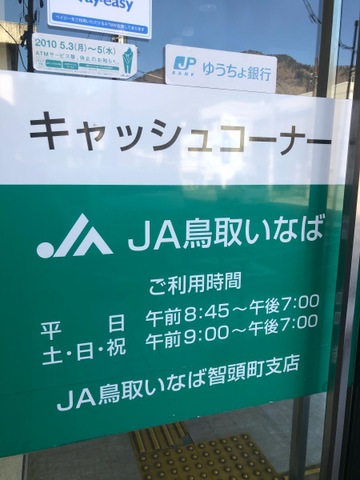 Pay-easy
2010 5.3(月)〜5(水)
JP
BANK
ゆうちょ銀行
キャッシュコーナー
JA
JA鳥取いなば
ご利用時間
平 日 午前8:45〜午後7:00
土・日・祝 午前9:00〜午後7:00
JA鳥取いなば智頭町支店